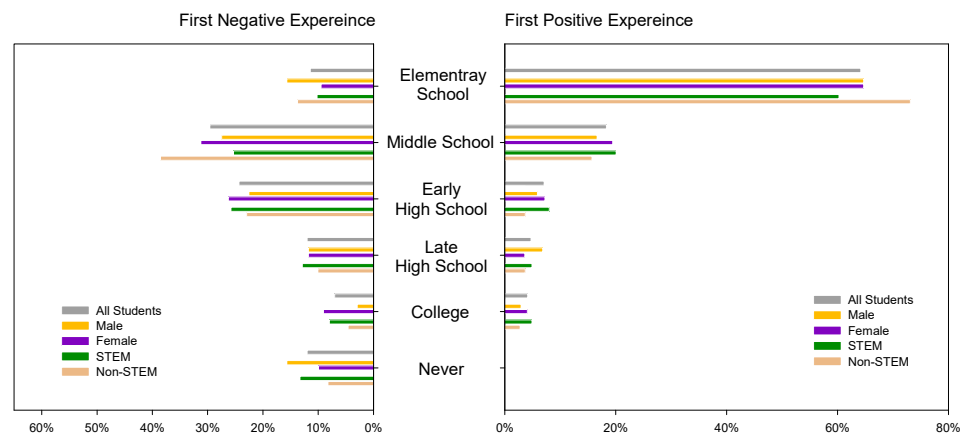 First Negative Expereince
First Positive Expereince
Elementray
School
Middle School
Early
High School
Late
High School
College
Never
All Students
Male
Female
STEM
Non-STEM
All Students
Male
Female
STEM
Non-STEM
60% 50% 40% 30% 20% 10% 0%
0% 20% 40% 60% 80%